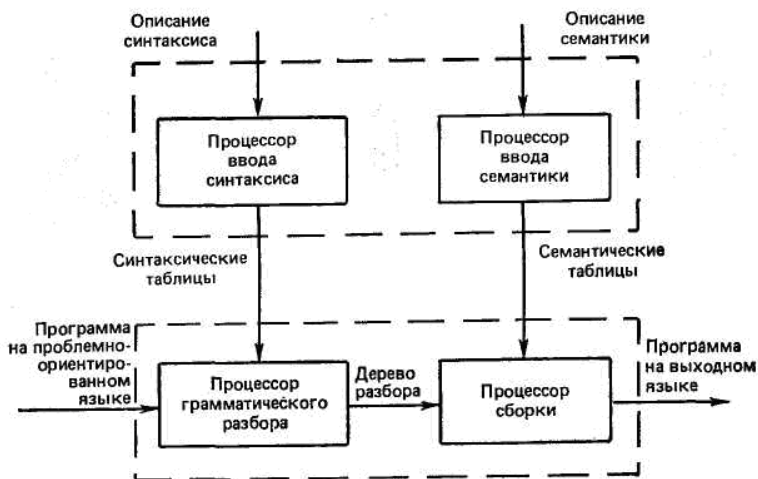 Описание
синтаксиса
Описание
семантики
Процессор
ввода
синтаксиса
Процессор
ввода
семантики
Синтаксические
таблицы
Семантические
таблицы
Программа
на проблемно-
ориентиро-
ванном
языке
Процессор
грамматического
разбора
Дерево
разбора
Процессор
сборки
Программа
на выходном
языке